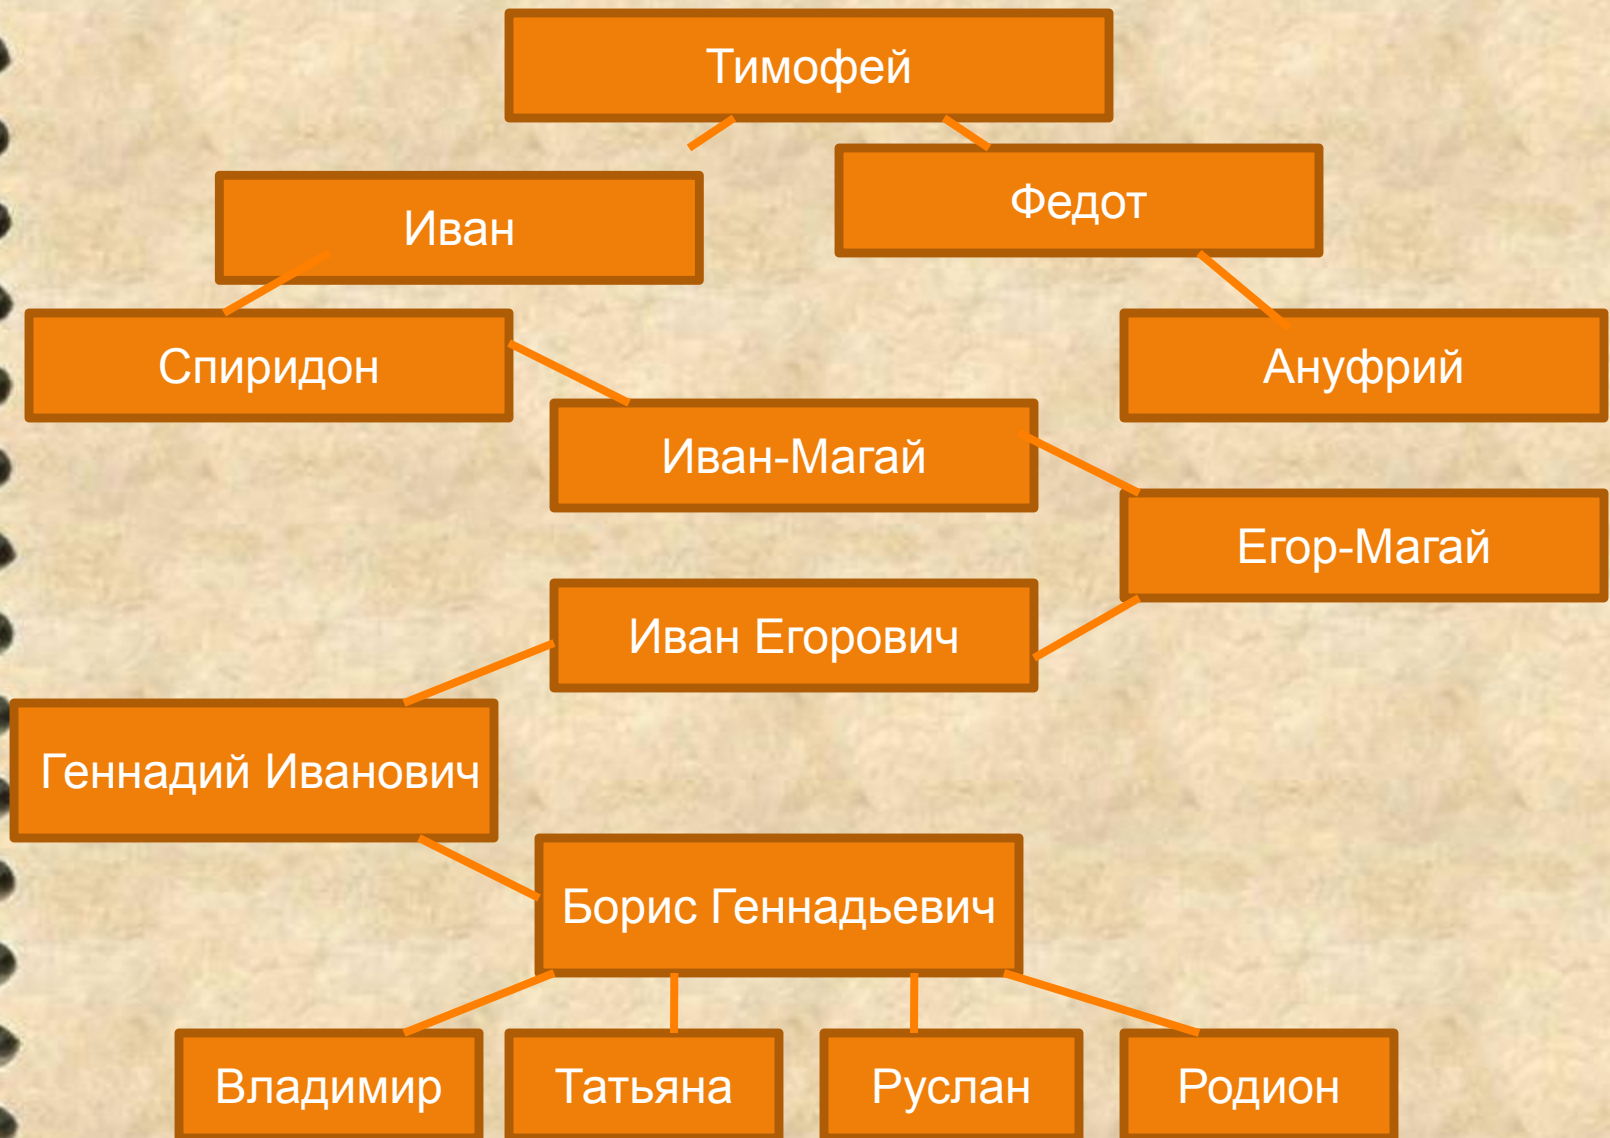 Тимофей
Иван
Федот
Спиридон
Ануфрий
Иван-Магай
Егор-Магай
Иван Егорович
Геннадий Иванович
Борис Геннадьевич
Владимир
Татьяна
Руслан
Родион